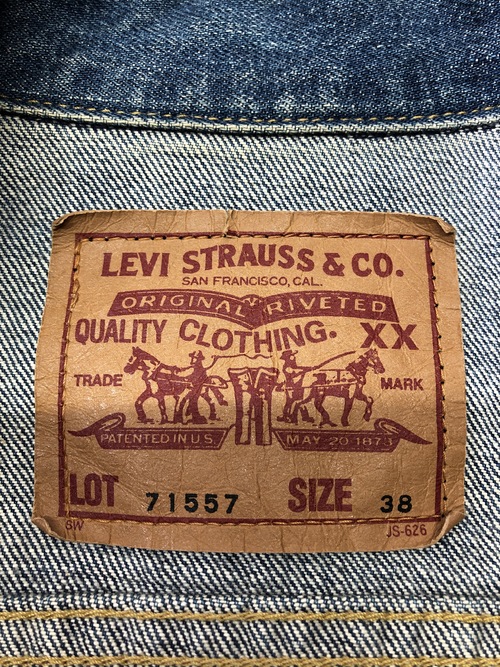 LEVI STRAUSS & CO.
SAN FRANCISCO, CAL.
ORIGINAL RIVETED
QUALITY CLOTHING. XX
TRADE MARK
PATENTED IN U.S. MAY 20 1873
LOT 71557 SIZE 38
SW JS-626